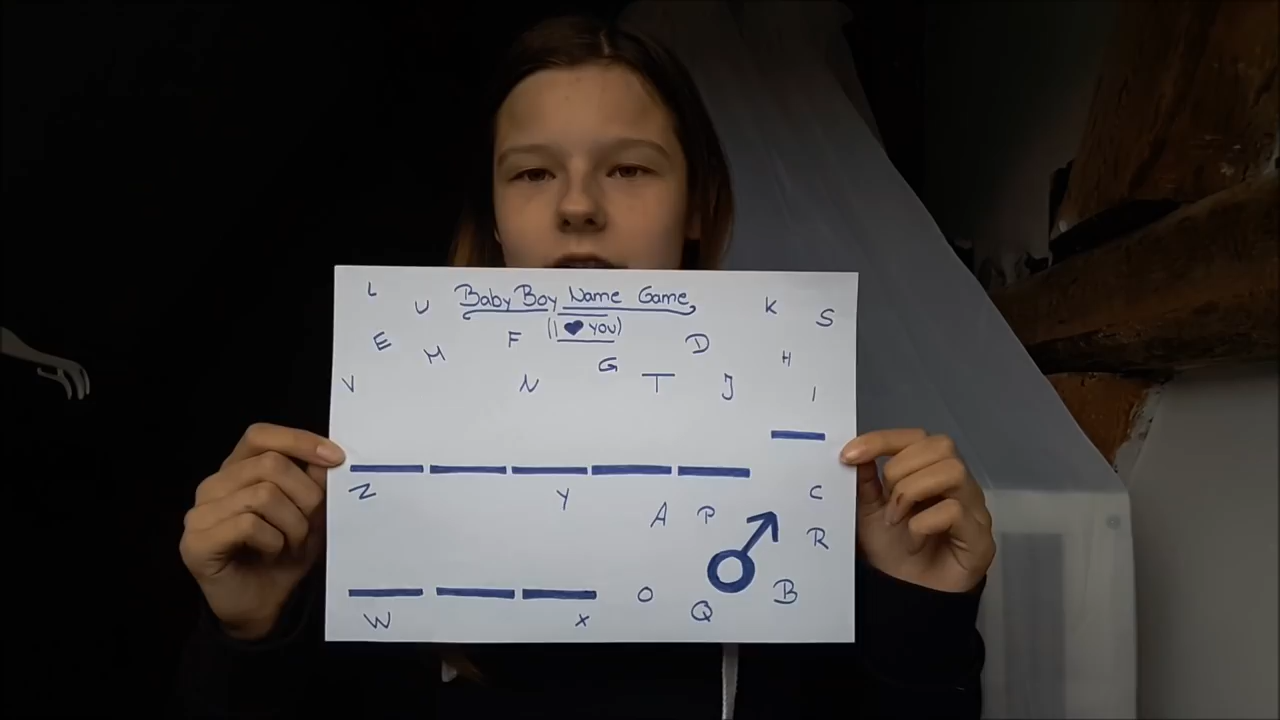 Baby Boy Name Game
(I ♥ YOU)
L U K S
E M F G D H
V N T J I
Z Y A P C
R
W X O Q B